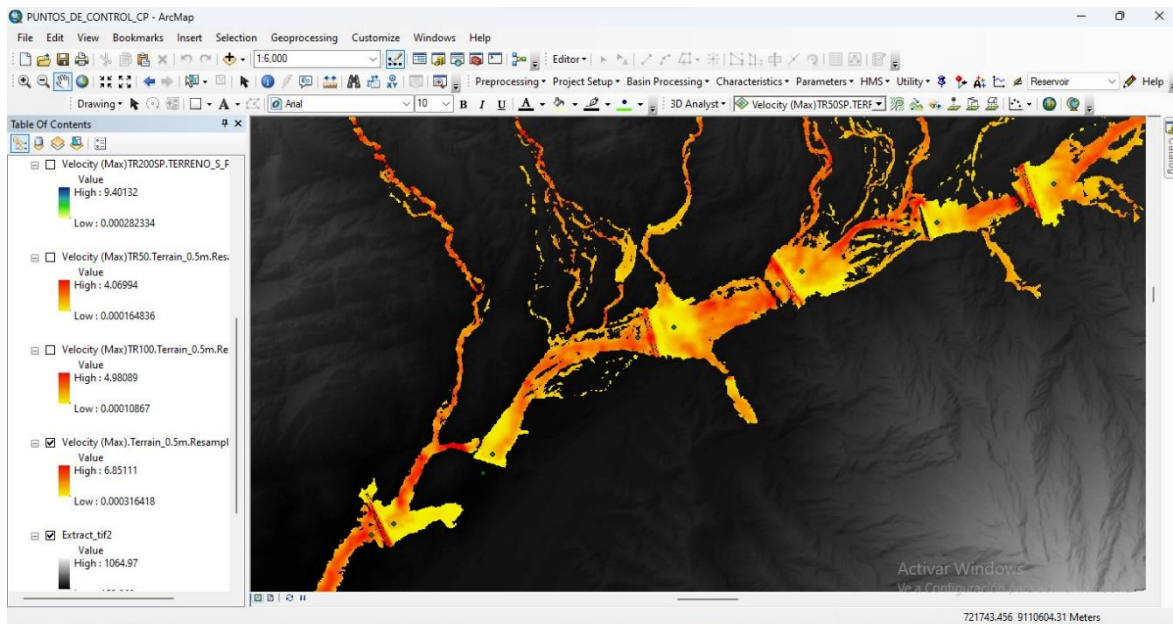 PUNTOS_DE_CONTROL_CP - ArcMap
File Edit View Bookmarks Insert Selection Geoprocessing Customize Windows Help
1:6,000 Editor
Preprocessing Project Setup Basin Processing Characteristics Parameters HMS Utility Reservoir Help
Drawing A Arial 10 B I U A 3D Analyst Velocity (Max)TR50SP.TERF
Table Of Contents
Velocity (Max)TR200SP.TERRENO_S_F
Value
High : 9.40132
Low : 0.000282334
Velocity (Max)TR50.Terrain_0.5m.Res
Value
High : 4.06994
Low : 0.000164836
Velocity (Max)TR100.Terrain_0.5m.Re
Value
High : 4.98089
Low : 0.00010867
Velocity (Max).Terrain_0.5m.Resampl
Value
High : 6.85111
Low : 0.000316418
Extract_tif2
Value
High : 1064.97
Catalog
Activar Windows
Ve a Configuración para
721743.456 9110604.31 Meters